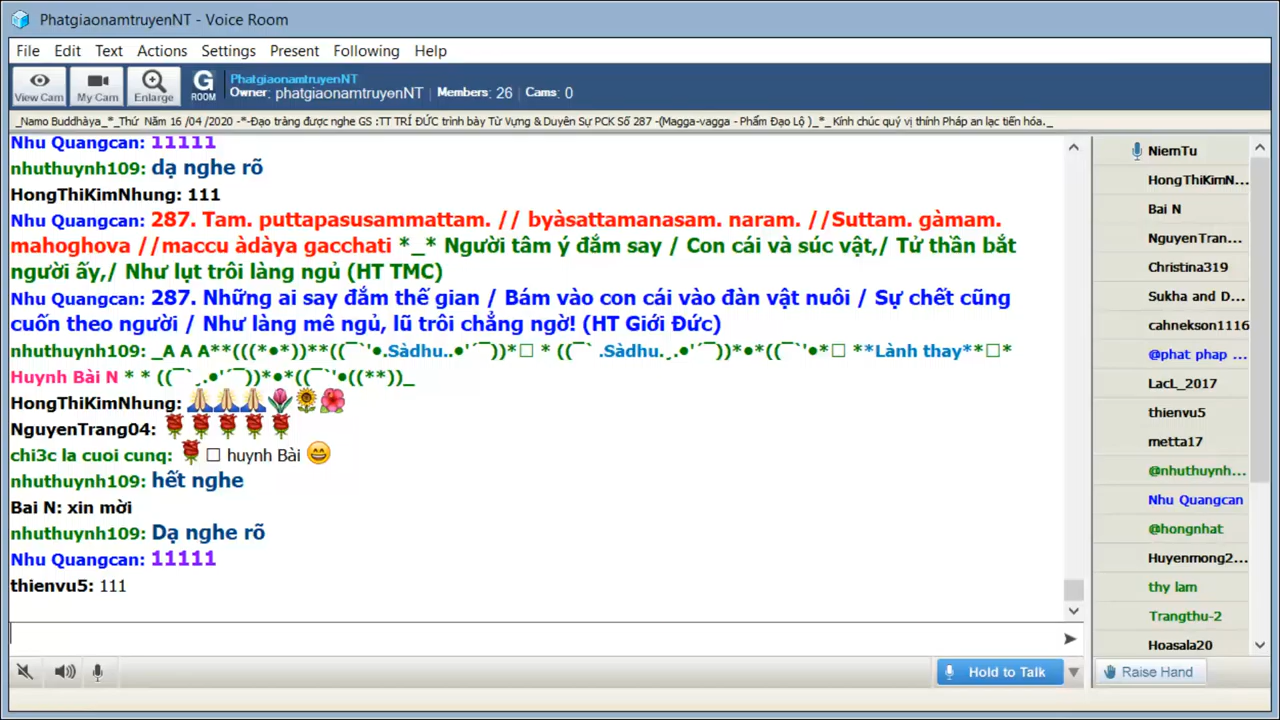 PhatgiaonamtruyenNT - Voice Room
File Edit Text Actions Settings Present Following Help
View Cam My Cam Enlarge G ROOM
PhatgiaonamtruyenNT
Owner: phatgiaonamtruyenNT Members: 26 Cams: 0
_Namo Buddhàya_*_Thứ Năm 16 /04 /2020 -*-Đạo tràng được nghe GS :TT TRÍ ĐỨC trình bày Từ Vựng & Duyên Sự PCK Số 287 -(Magga-vagga - Phẩm Đạo Lộ )_*_ Kính chúc quý vị thính Pháp an lạc tiến hóa._
Nhu Quangcan: 11111
nhuthuynh109: dạ nghe rõ
HongThiKimNhung: 111
Nhu Quangcan: 287. Tam. puttapasusammattam. // byàsattamanasam. naram. //Suttam. gàmam.
mahoghova //maccu àdàya gacchati *_* Người tâm ý đắm say / Con cái và súc vật,/ Tử thần bắt
người ấy,/ Như lụt trôi làng ngủ (HT TMC)
Nhu Quangcan: 287. Những ai say đắm thế gian / Bám vào con cái vào đàn vật nuôi / Sự chết cũng
cuốn theo người / Như làng mê ngủ, lũ trôi chẳng ngờ! (HT Giới Đức)
nhuthuynh109: _A A A**(((*•*))**((¯`'•.Sàdhu..•'´¯))*□ * ((¯` .Sàdhu.¸.•'´¯))*•*((¯`'•*□ **Lành thay**□*
Huynh Bài N * * ((¯`¸.•'´¯))*•*((¯`'•((**))_
HongThiKimNhung: 🙏🏻🙏🏻🙏🏻🌷🌻🌺
NguyenTrang04: 🌹🌹🌹🌹🌹
chi3c la cuoi cunq: 🌹□ huynh Bài 😄
nhuthuynh109: hết nghe
Bai N: xin mời
nhuthuynh109: Dạ nghe rõ
Nhu Quangcan: 11111
thienvu5: 111
NiemTu
HongThiKimN...
Bai N
NguyenTran...
Christina319
Sukha and D...
cahnekson1116
@phat phap ...
LacL_2017
thienvu5
metta17
@nhuthuynh...
Nhu Quangcan
@hongnhat
Huyenmong2...
thy lam
Trangthu-2
Hoasala20
Hold to Talk
Raise Hand